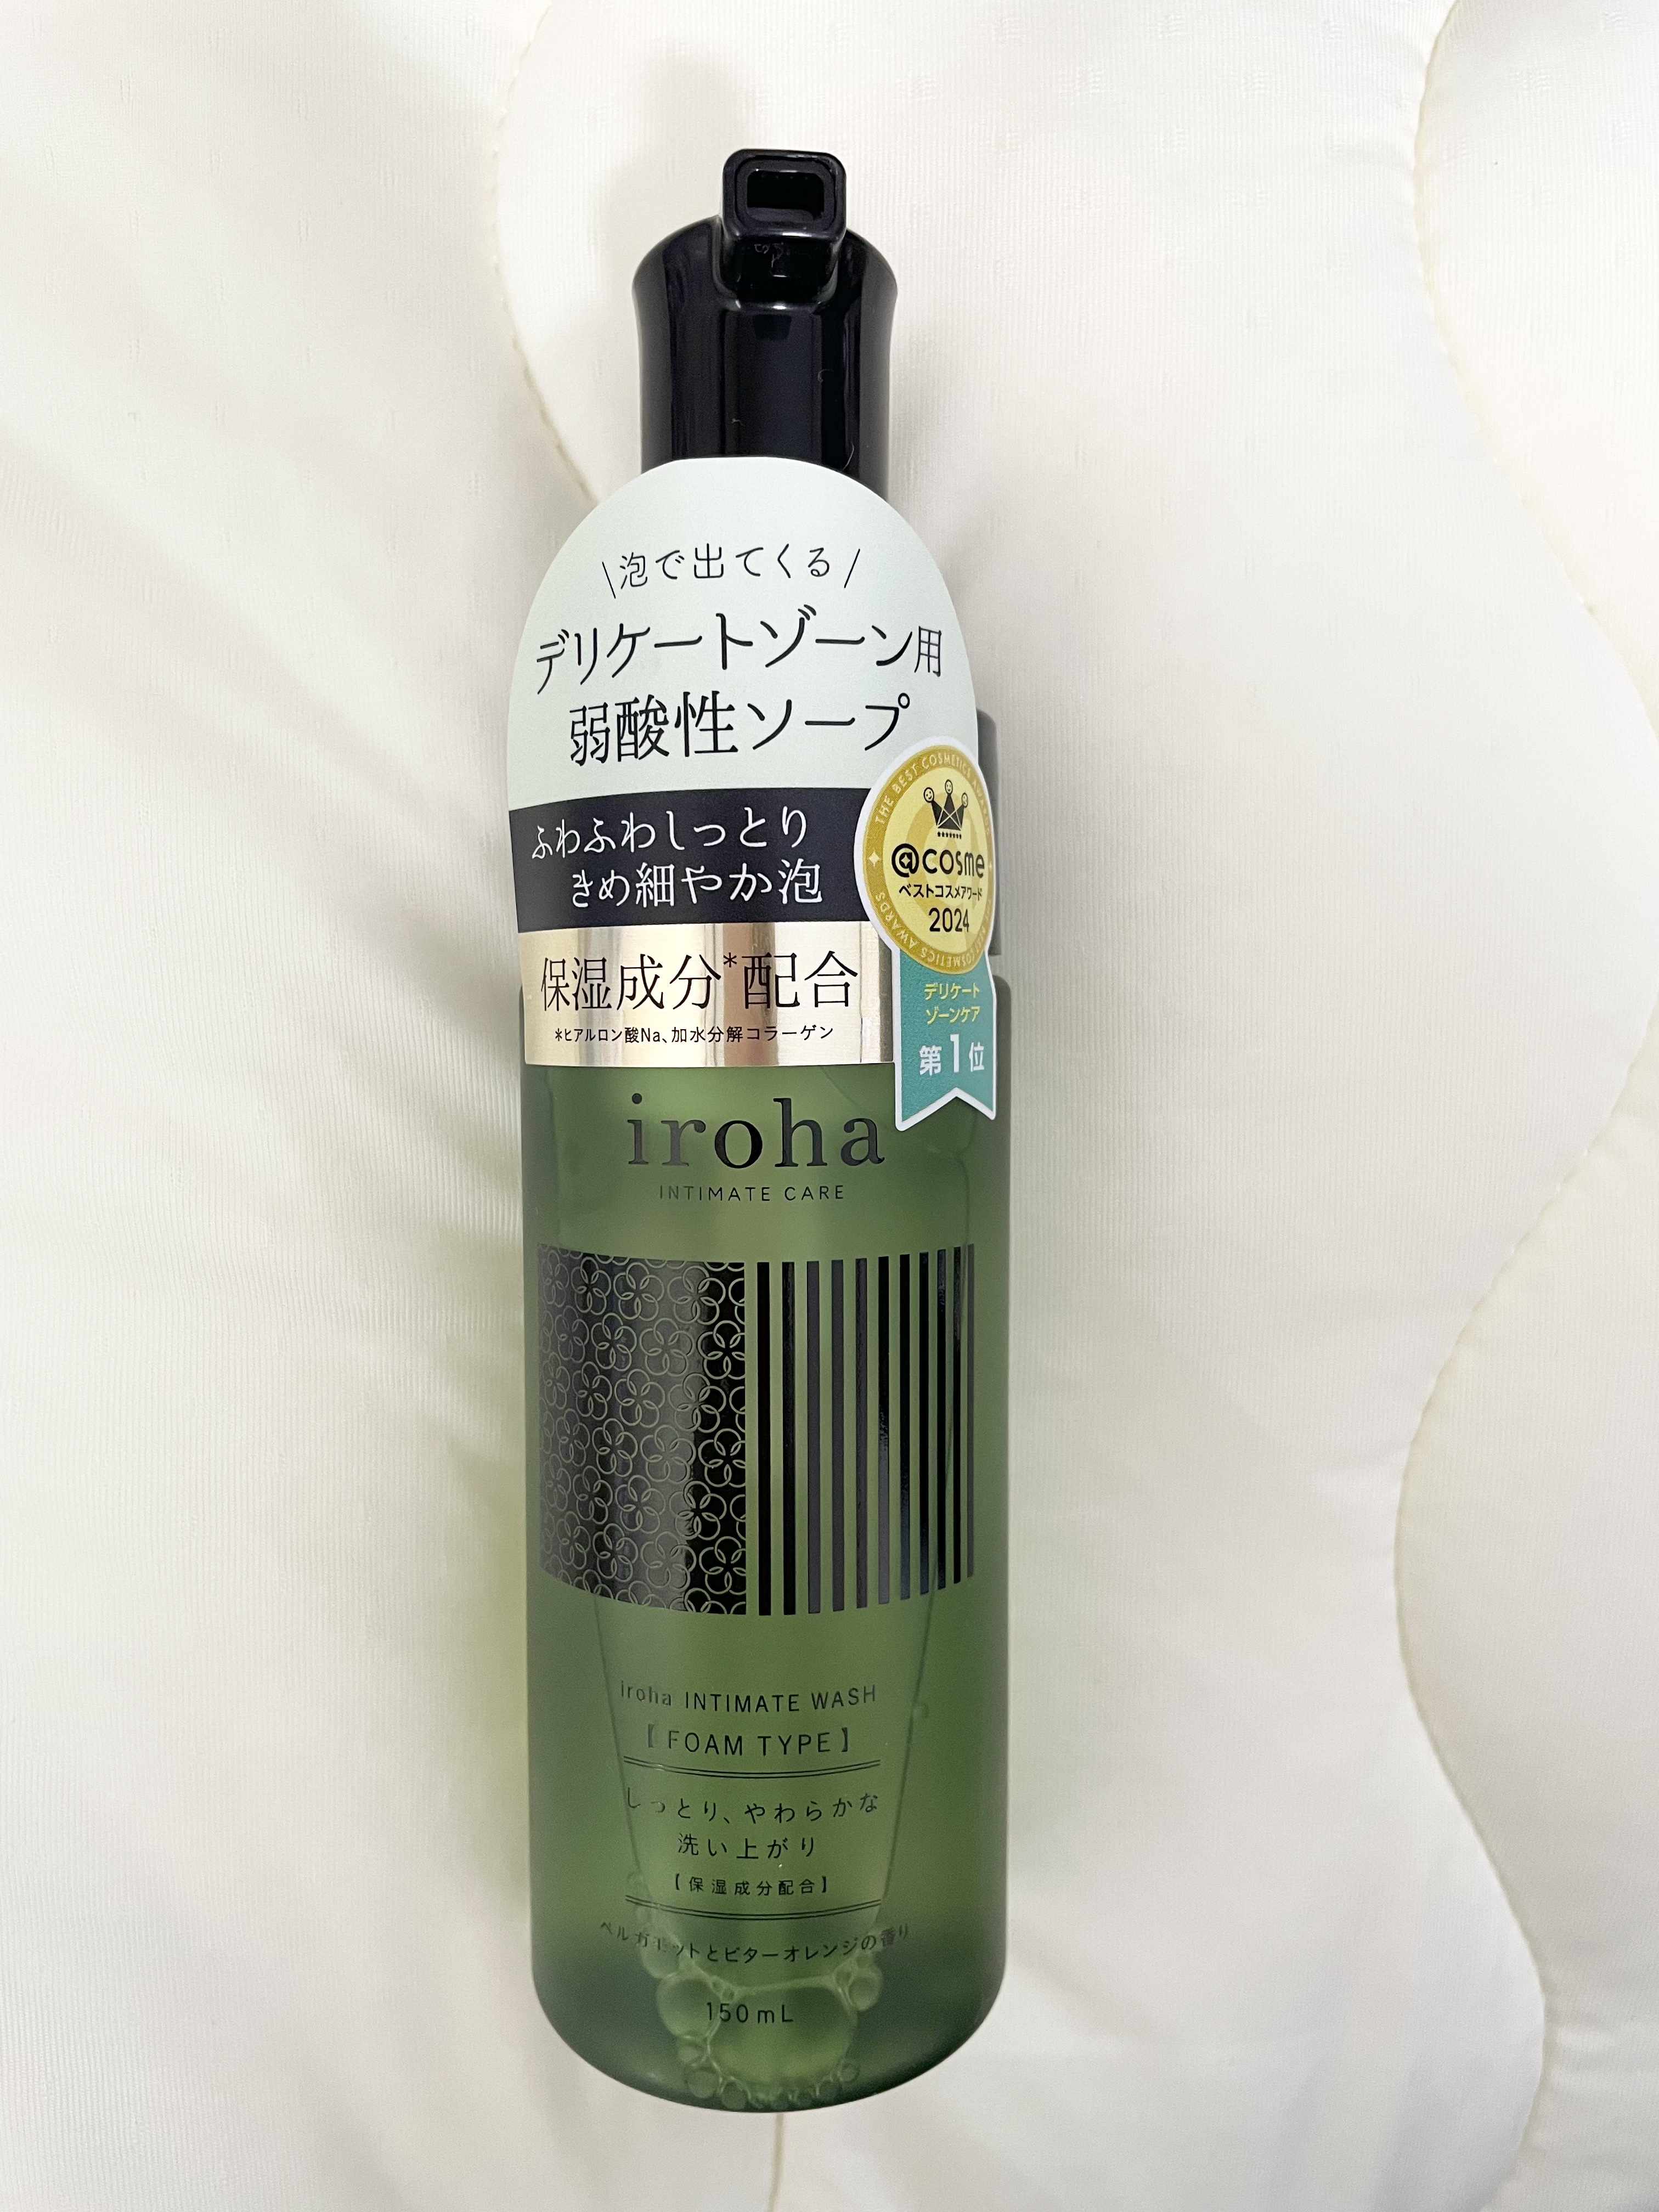 \泡で出てくる/
デリケートゾーン用
弱酸性ソープ
ふわふわしっとり
きめ細やか泡
保湿成分*配合
*ヒアルロン酸Na、加水分解コラーゲン
THE BEST COSMETICS AWARDS
@cosme
ベストコスメアワード
2024
COSMETICS AWARDS
デリケート
ゾーンケア
第1位
iroha
INTIMATE CARE
iroha INTIMATE WASH
【FOAM TYPE】
しっとり、やわらかな
洗い上がり
【保湿成分配合】
ベルガモットとビターオレンジの香り
150mL